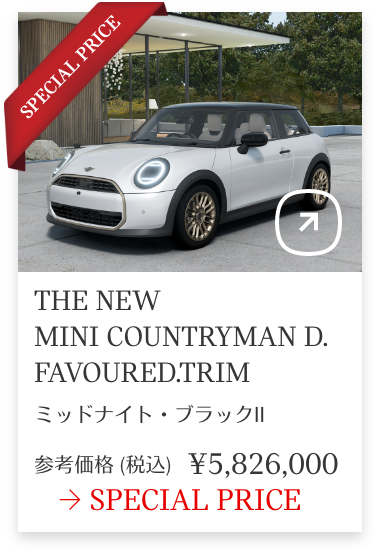 SPECIAL PRICE
THE NEW
MINI COUNTRYMAN D.
FAVOURED.TRIM
ミッドナイト・ブラックII
参考価格 (税込) ¥5,826,000
→ SPECIAL PRICE